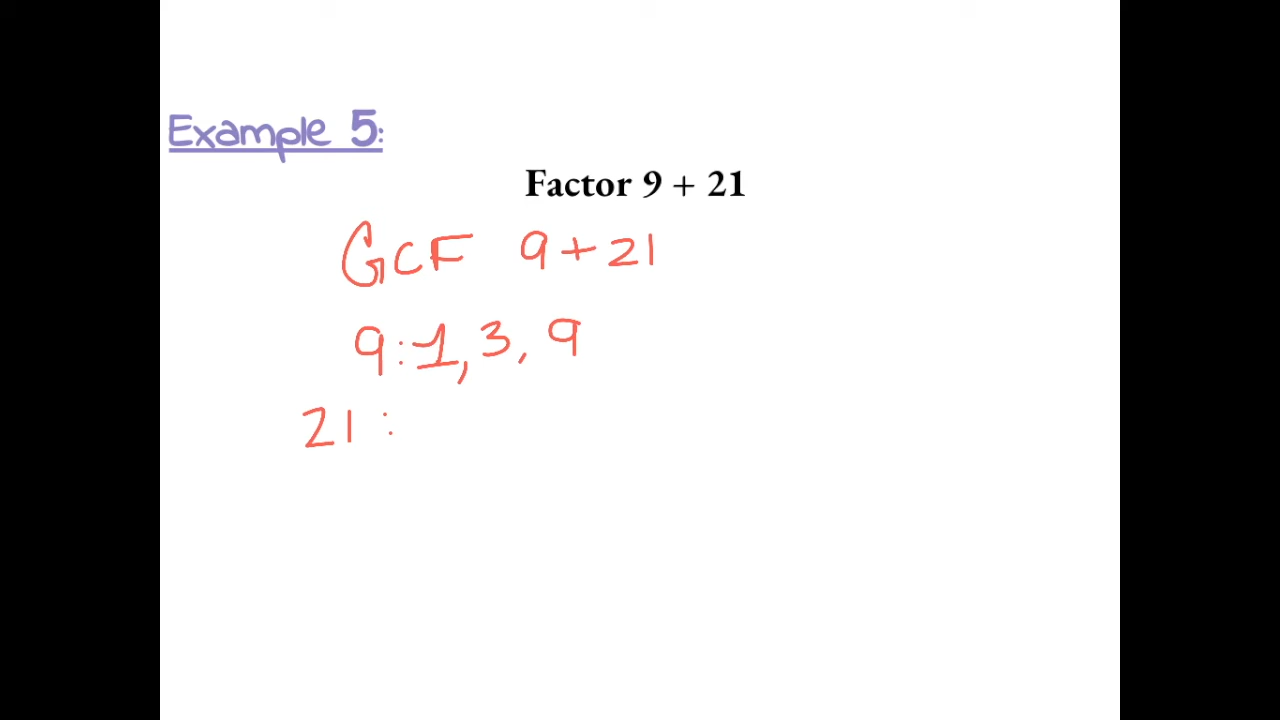 Example 5:
Factor 9 + 21
GCF 9 + 21
9 : 1, 3, 9
21 :